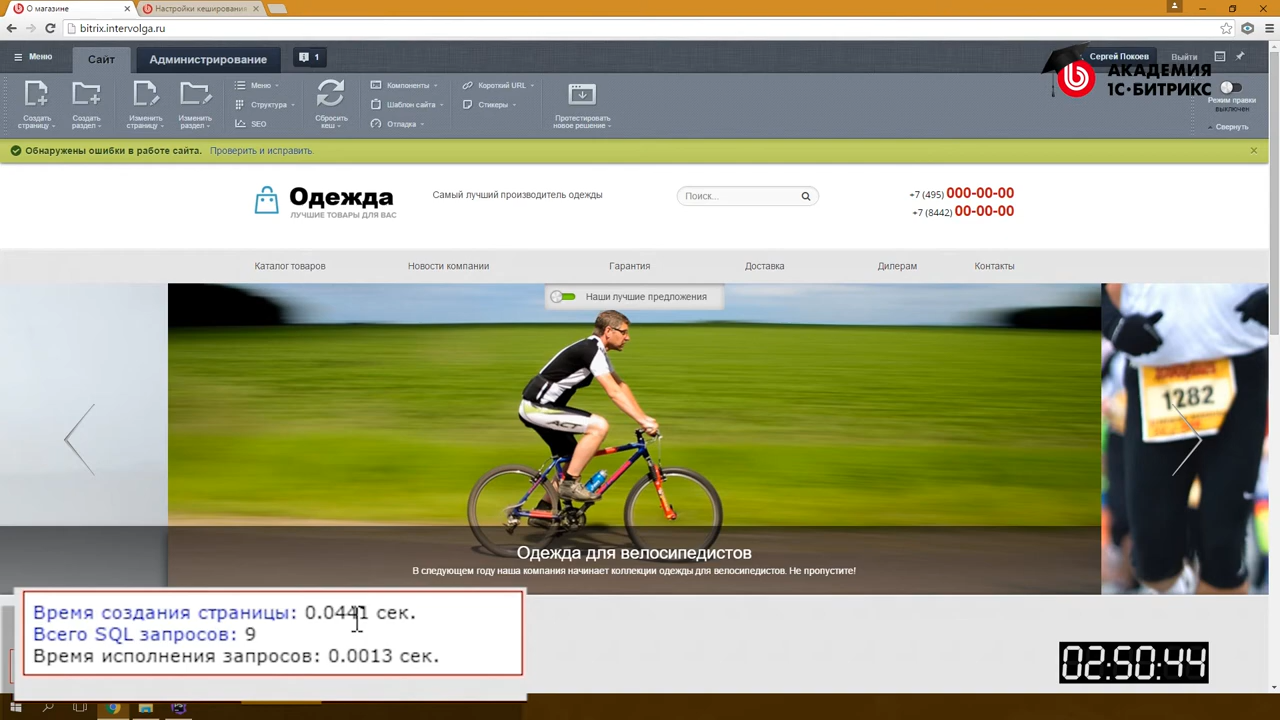 О магазине
Настройки кеширования
bitrix.intervolga.ru
Меню
Сайт
Администрирование
1
Сергей Покоев
Выйти
АКАДЕМИЯ
1С·БИТРИКС
Создать страницу
Создать раздел
Изменить страницу
Изменить раздел
Меню
Структура
SEO
Сбросить кеш
Компоненты
Шаблон сайта
Отладка
Короткий URL
Стикеры
Протестировать новое решение
Режим правки
выключен
Свернуть
Обнаружены ошибки в работе сайта. Проверить и исправить.
Одежда
ЛУЧШИЕ ТОВАРЫ ДЛЯ ВАС
Самый лучший производитель одежды
Поиск...
+7 (495) 000-00-00
+7 (8442) 00-00-00
Каталог товаров
Новости компании
Гарантия
Доставка
Дилерам
Контакты
Наши лучшие предложения
ACT
1282
Одежда для велосипедистов
В следующем году наша компания начинает коллекции одежды для велосипедистов. Не пропустите!
Время создания страницы: 0.0441 сек.
Всего SQL запросов: 9
Время исполнения запросов: 0.0013 сек.
02:50:44